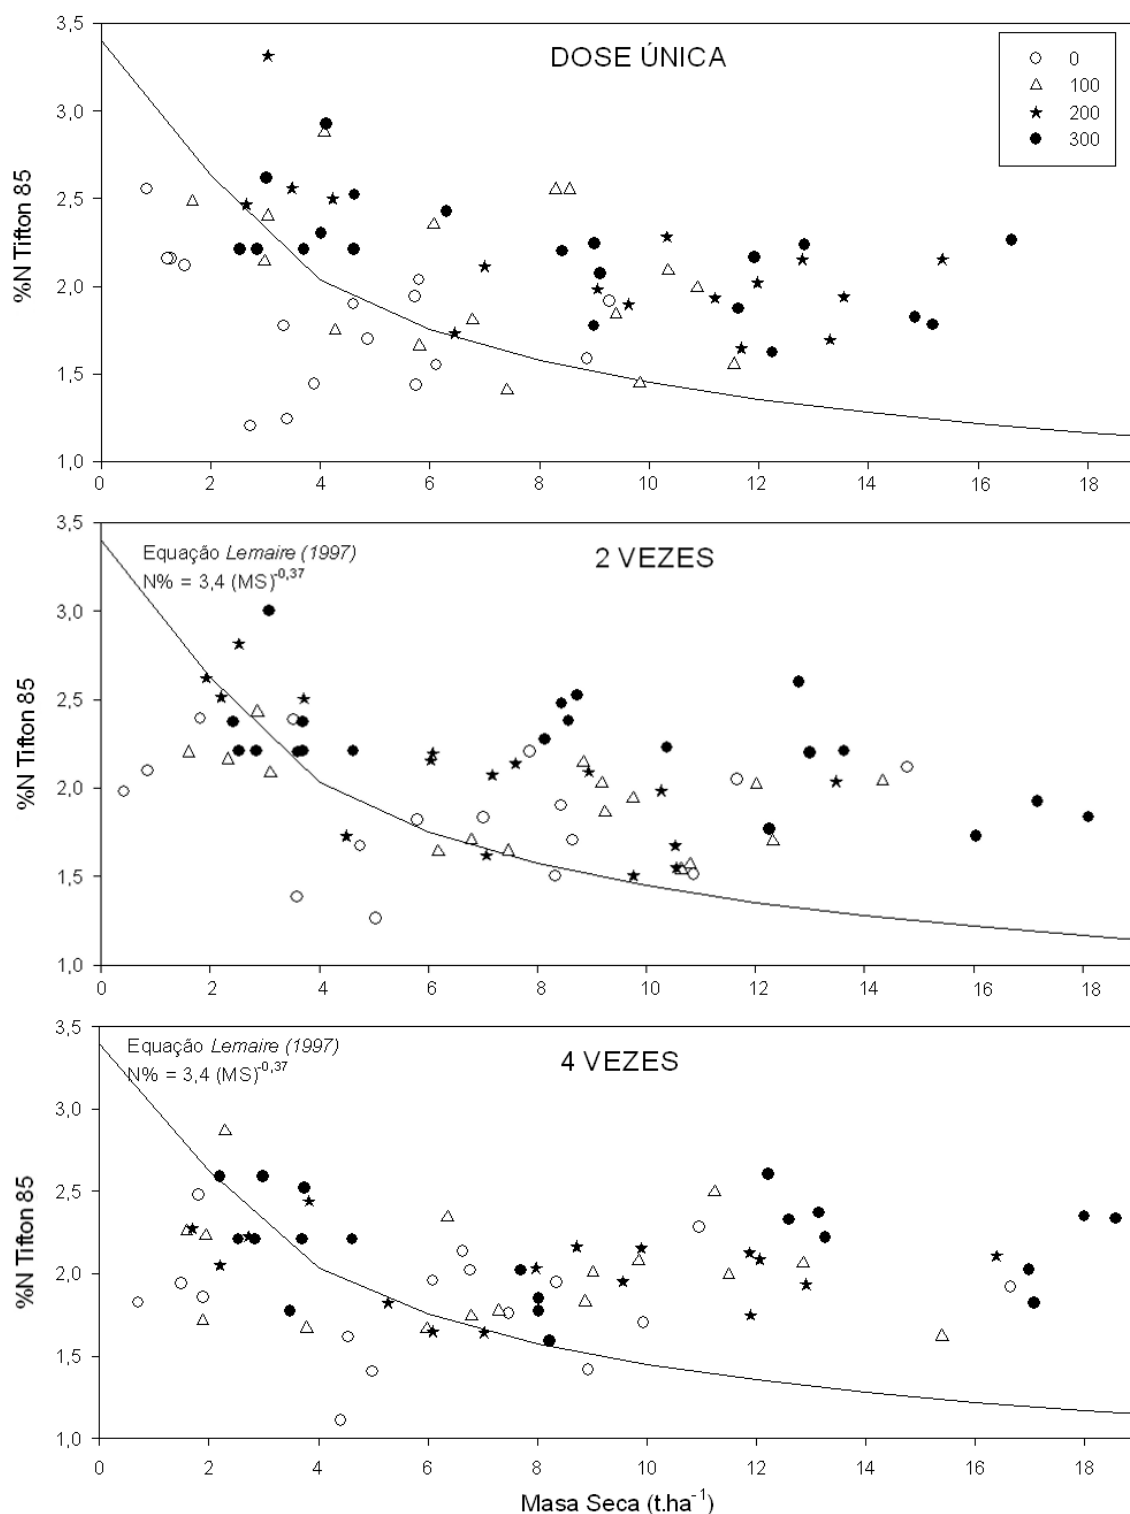 DOSE ÚNICA
0
100
200
300
%N Tifton 85
3,5
3,0
2,5
2,0
1,5
1,0
0 2 4 6 8 10 12 14 16 18
2 VEZES
Equação Lemaire (1997)
N% = 3,4 (MS)-0,37
%N Tifton 85
3,5
3,0
2,5
2,0
1,5
1,0
0 2 4 6 8 10 12 14 16 18
4 VEZES
Equação Lemaire (1997)
N% = 3,4 (MS)-0,37
%N Tifton 85
3,5
3,0
2,5
2,0
1,5
1,0
0 2 4 6 8 10 12 14 16 18
Masa Seca (t.ha-1)